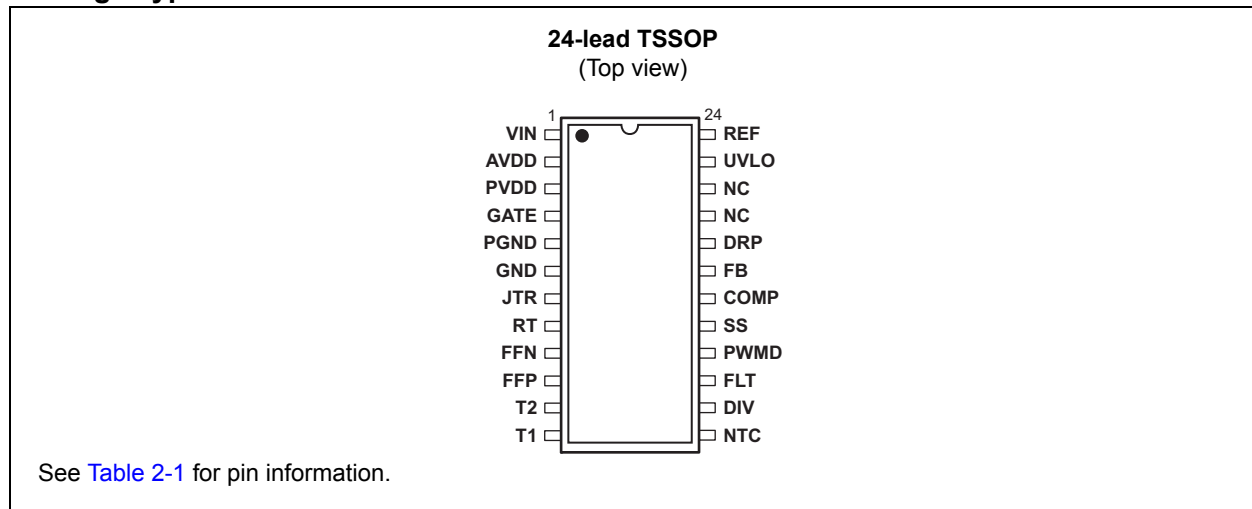 24-lead TSSOP
(Top view)
1 24
VIN REF
AVDD UVLO
PVDD NC
GATE NC
PGND DRP
GND FB
JTR COMP
RT SS
FFN PWMD
FFP FLT
T2 DIV
T1 NTC
See Table 2-1 for pin information.